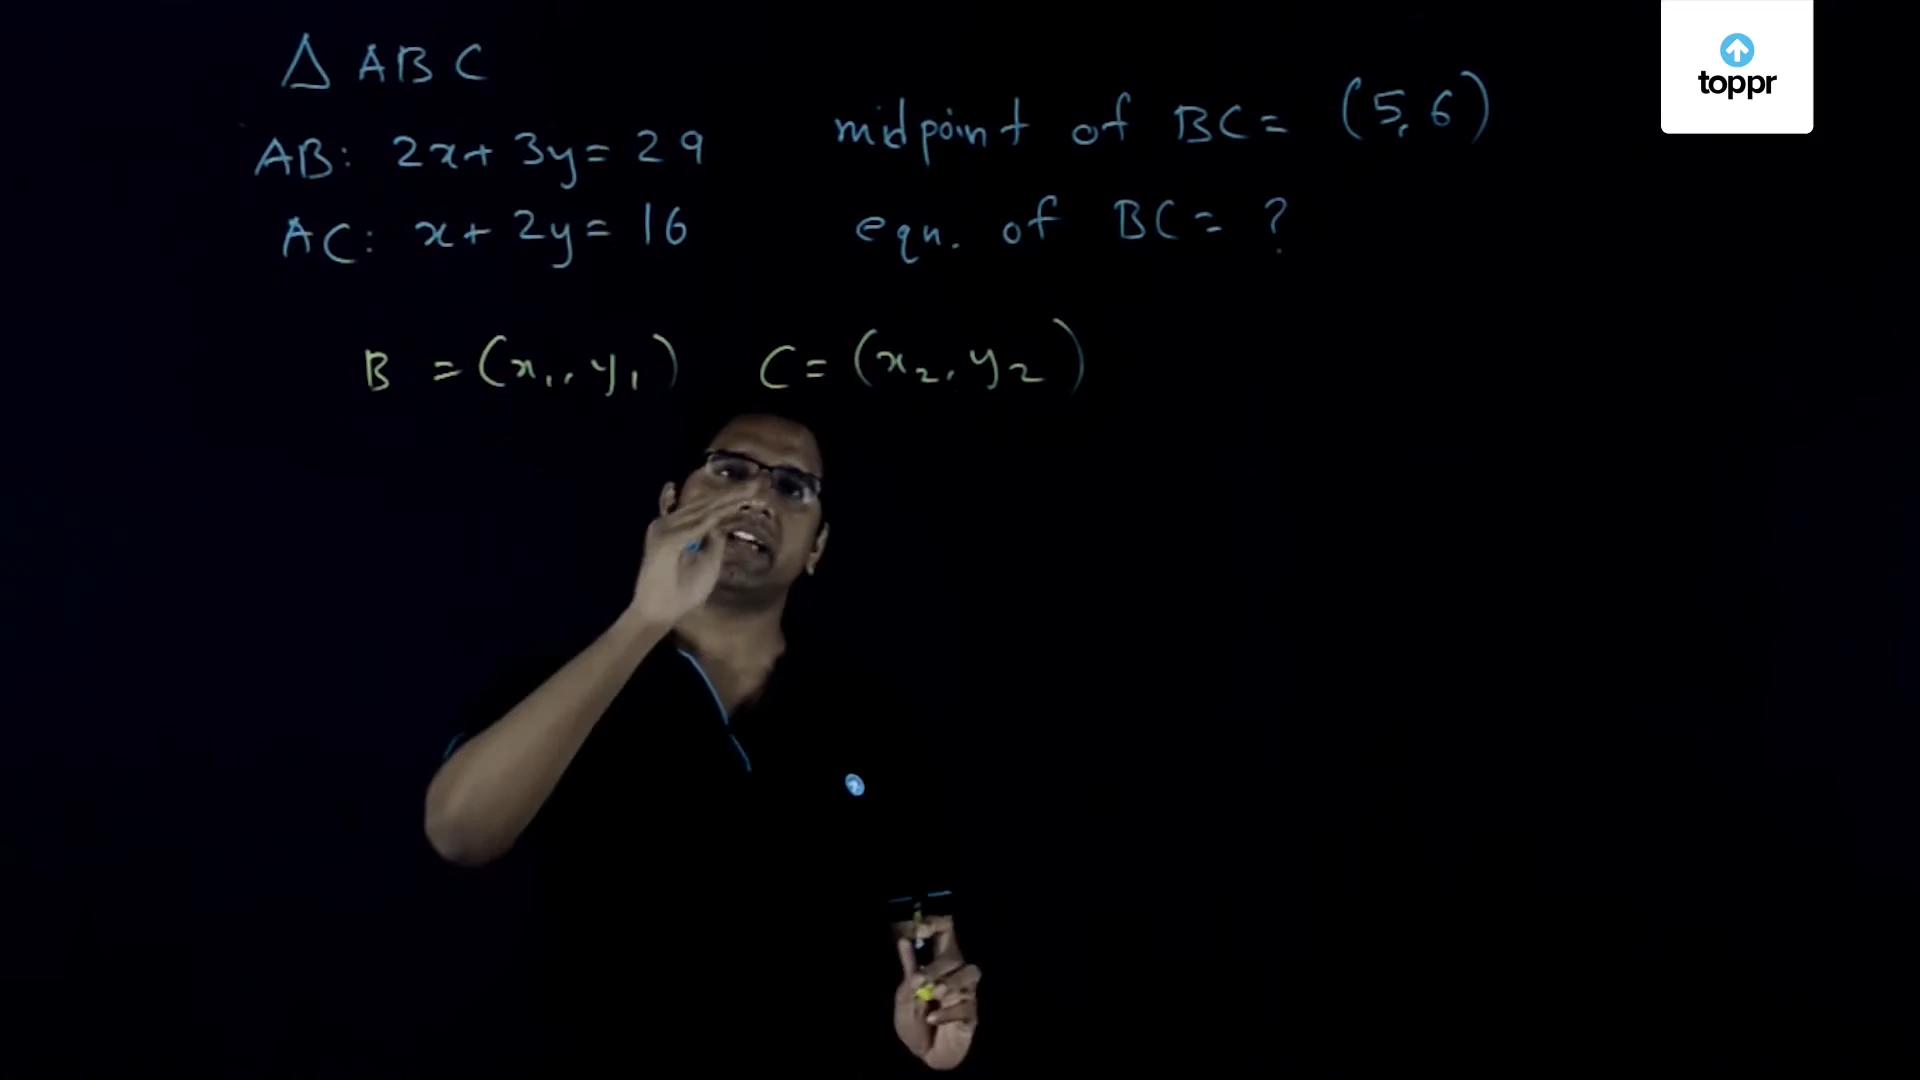 Δ ABC
AB: 2x+ 3y= 29
AC: x+ 2y= 16
midpoint of BC= (5,6)
eqn. of BC= ?
B = (x₁, y₁) C= (x₂, y₂)
toppr